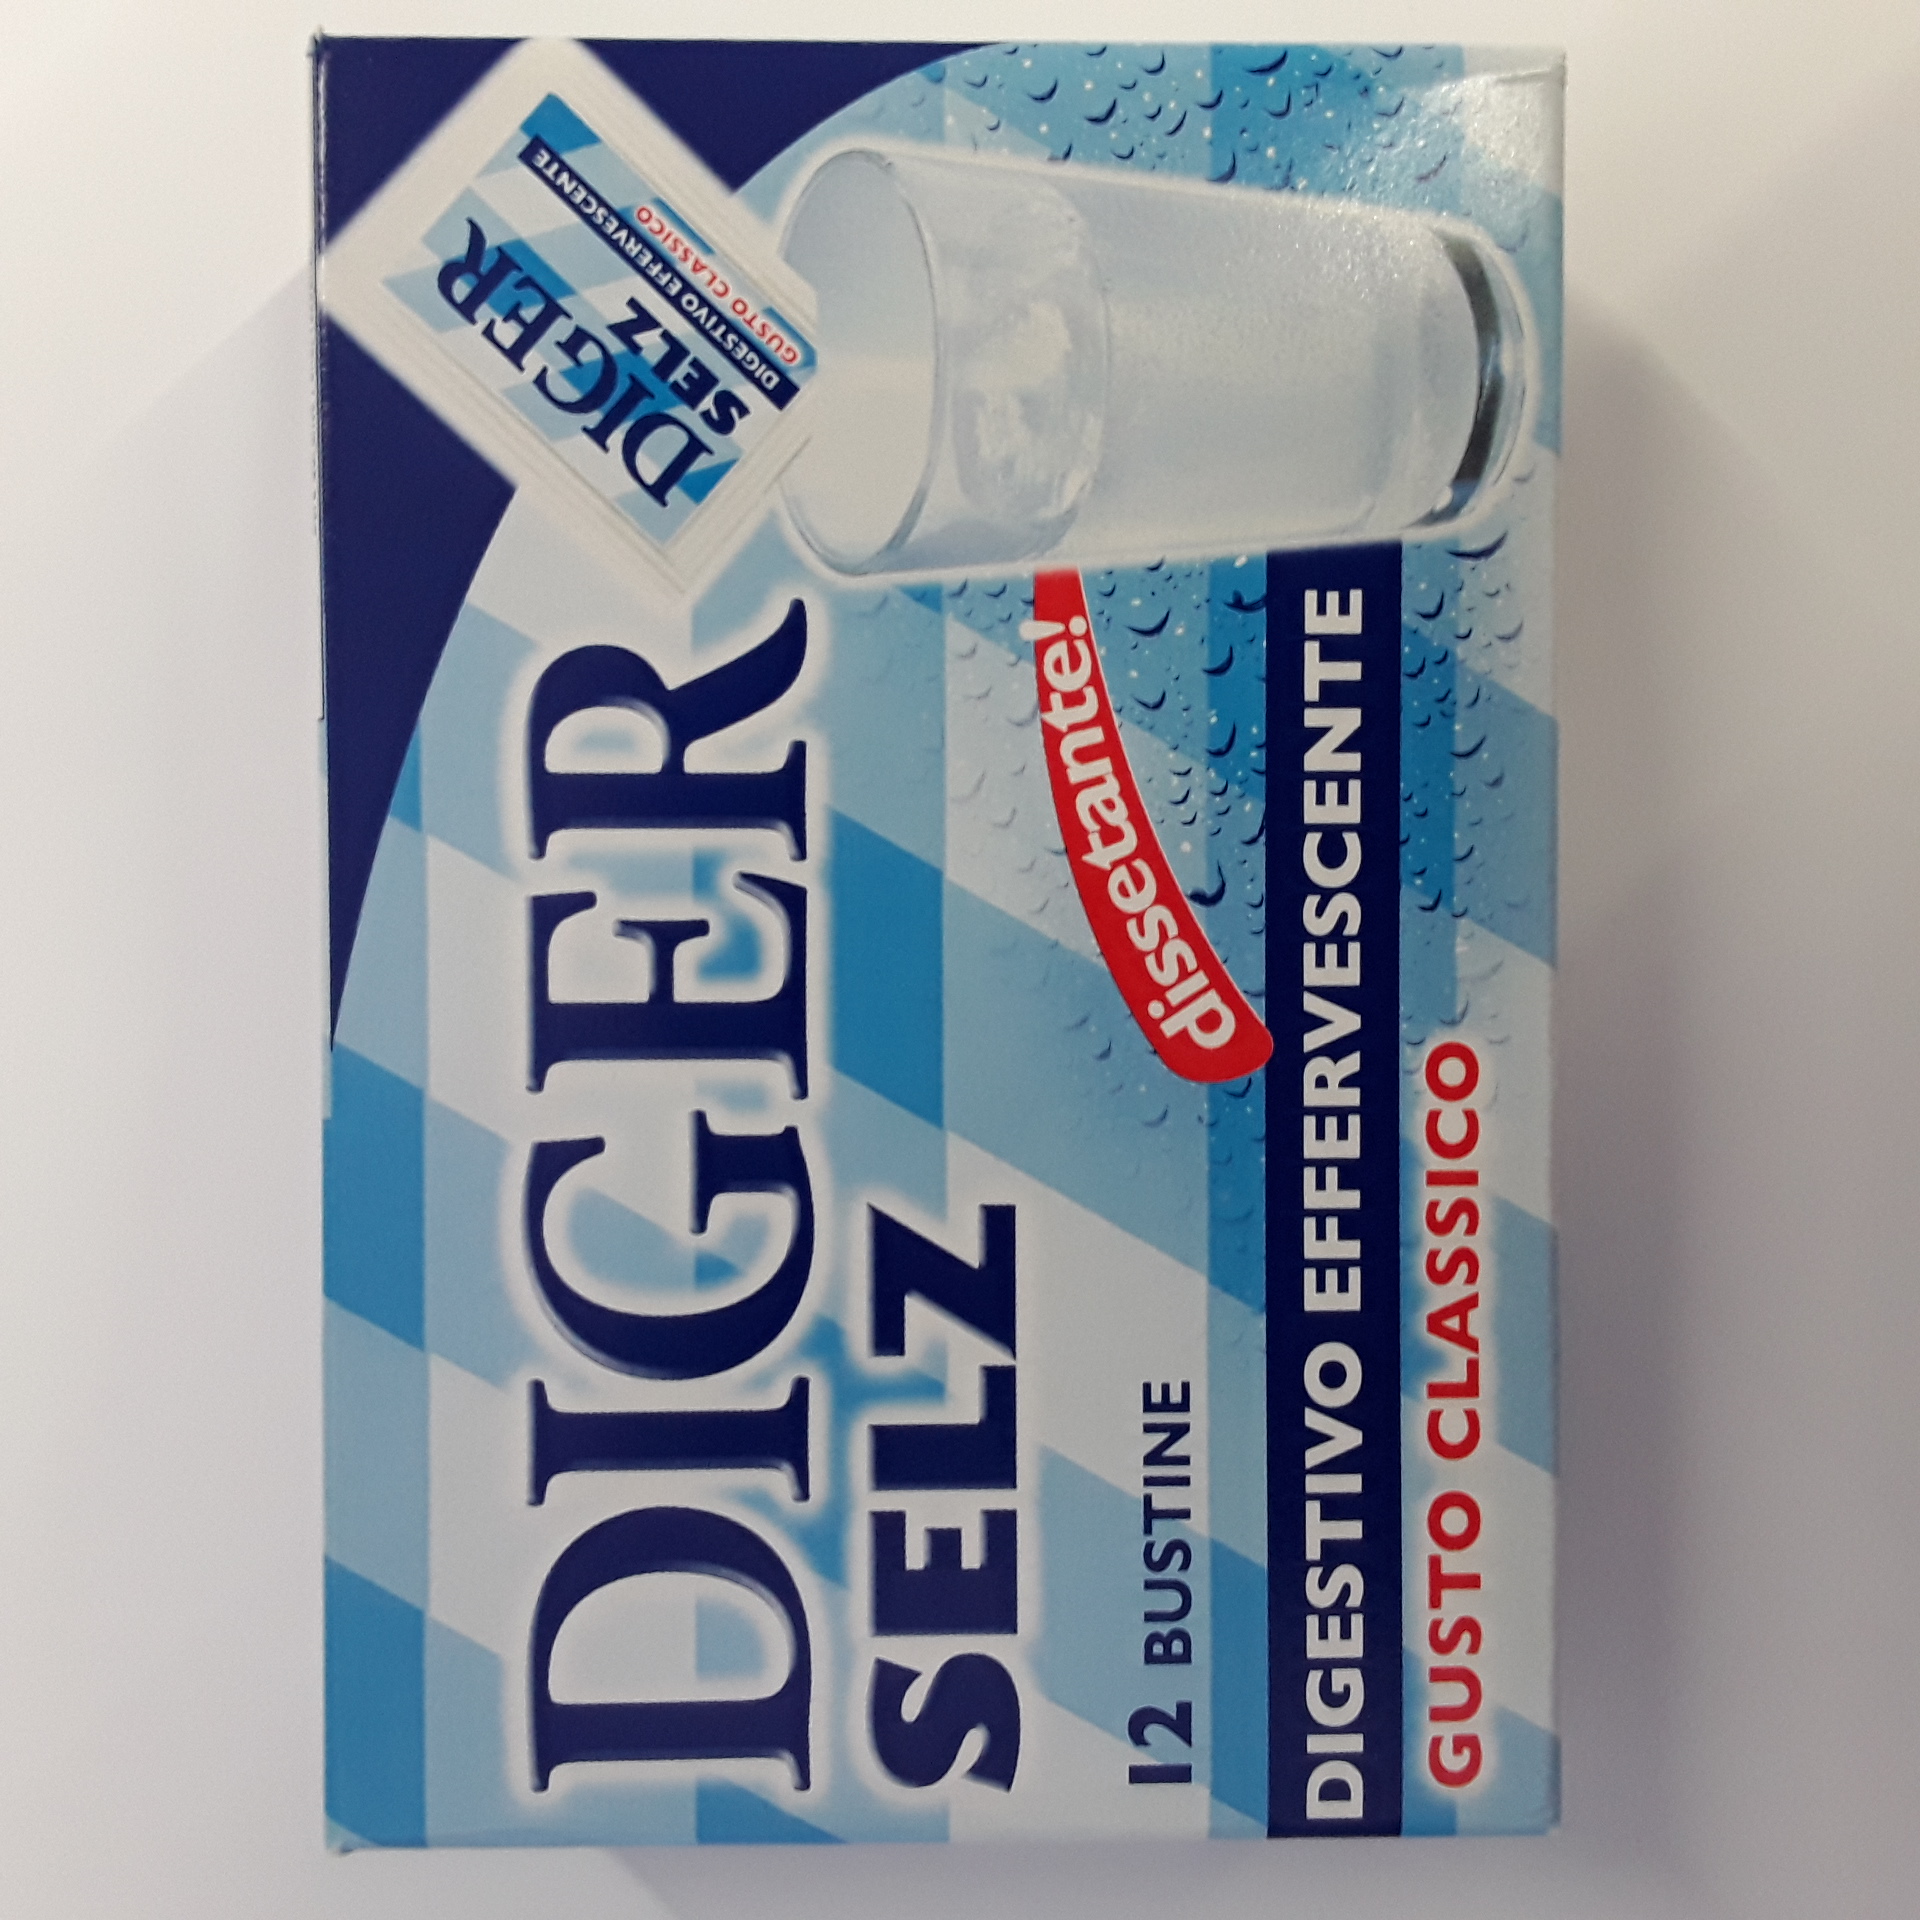 DIGER
SELZ
12 BUSTINE
dissetante!
DIGESTIVO EFFERVESCENTE
GUSTO CLASSICO
DIGER
SELZ
DIGESTIVO EFFERVESCENTE
GUSTO CLASSICO